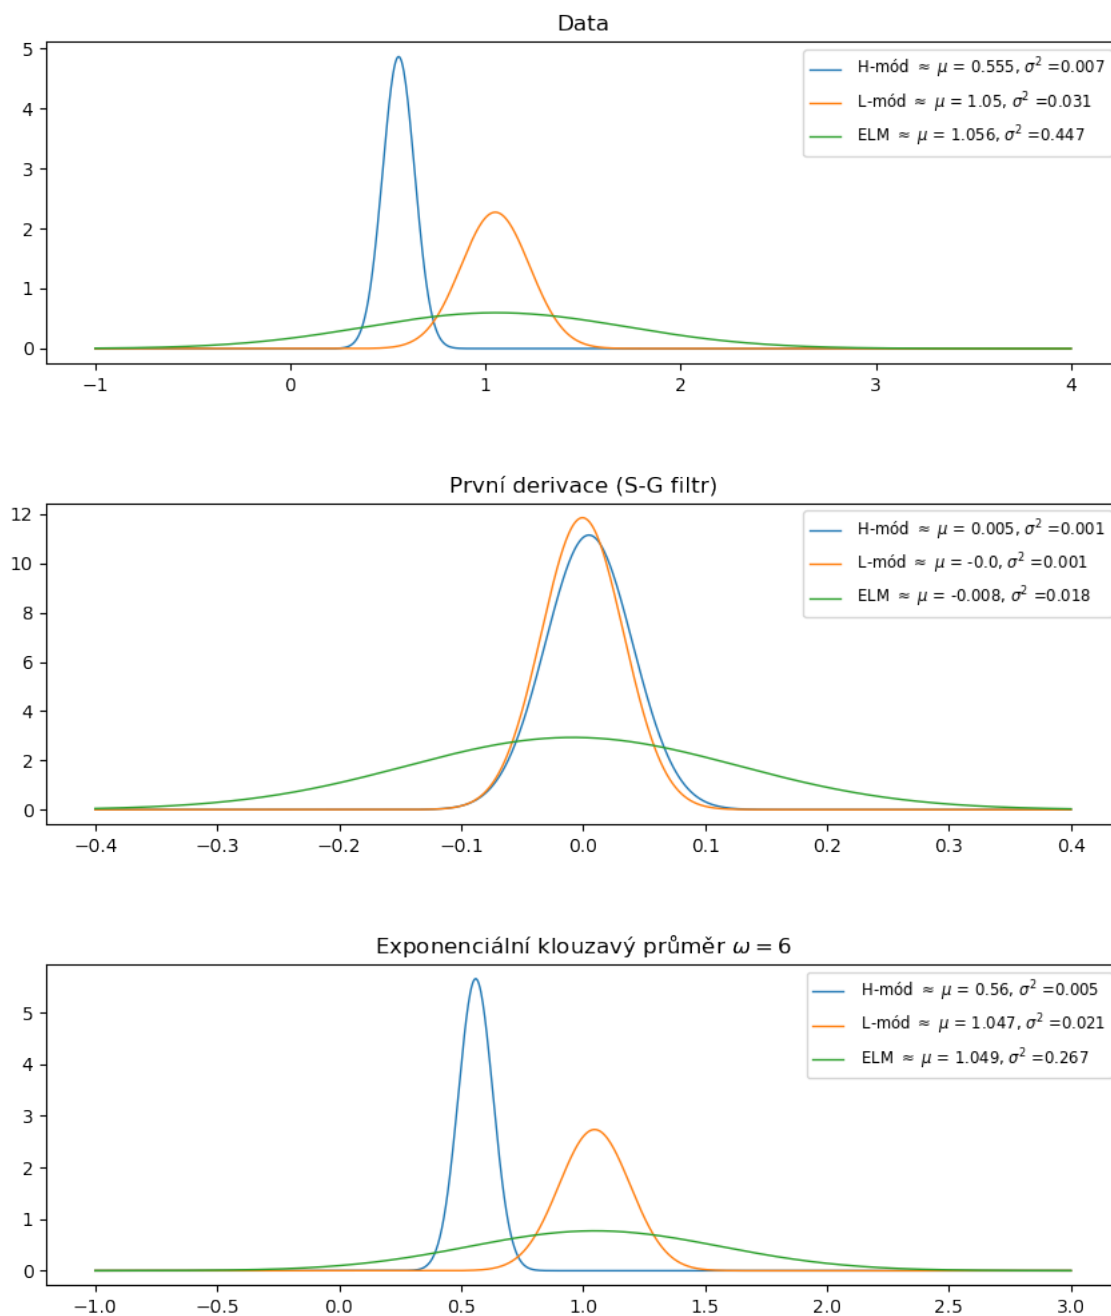 Data
5
4
3
2
1
0
H-mód ≈ μ = 0.555, σ² =0.007
L-mód ≈ μ = 1.05, σ² =0.031
ELM ≈ μ = 1.056, σ² =0.447
−1 0 1 2 3 4
První derivace (S-G filtr)
12
10
8
6
4
2
0
H-mód ≈ μ = 0.005, σ² =0.001
L-mód ≈ μ = -0.0, σ² =0.001
ELM ≈ μ = -0.008, σ² =0.018
−0.4 −0.3 −0.2 −0.1 0.0 0.1 0.2 0.3 0.4
Exponenciální klouzavý průměr ω = 6
5
4
3
2
1
0
H-mód ≈ μ = 0.56, σ² =0.005
L-mód ≈ μ = 1.047, σ² =0.021
ELM ≈ μ = 1.049, σ² =0.267
−1.0 −0.5 0.0 0.5 1.0 1.5 2.0 2.5 3.0